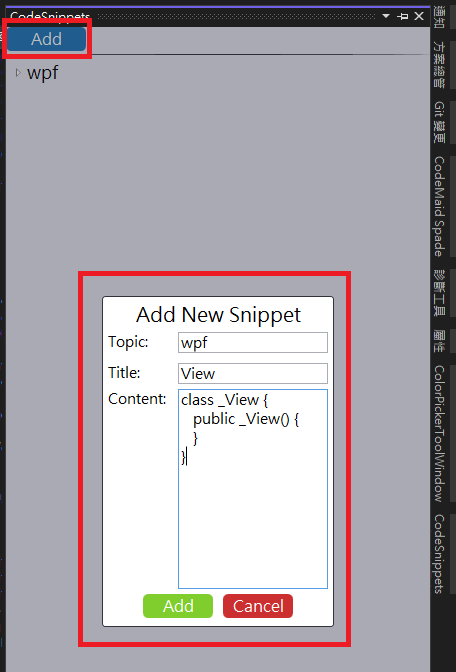 CodeSnippets
Add
wpf
Add New Snippet
Topic:
wpf
Title:
View
Content:
class _View {
public _View() {
}
}
Add
Cancel
通知
方案總管
Git 變更
CodeMaid Spade
診斷工具
屬性
ColorPickerToolWindow
CodeSnippets